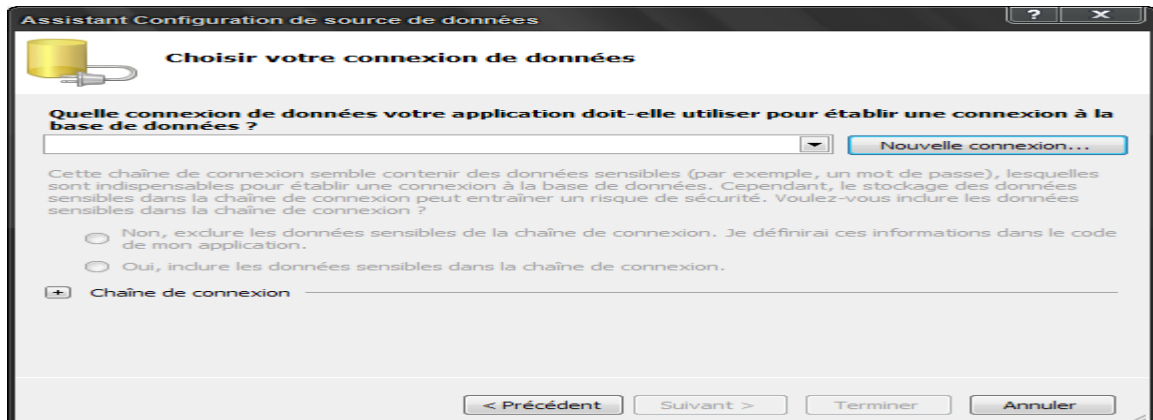 Assistant Configuration de source de données
? X
Choisir votre connexion de données
Quelle connexion de données votre application doit-elle utiliser pour établir une connexion à la
base de données ?
Nouvelle connexion...
Cette chaîne de connexion semble contenir des données sensibles (par exemple, un mot de passe), lesquelles
sont indispensables pour établir une connexion à la base de données. Cependant, le stockage des données
sensibles dans la chaîne de connexion peut entraîner un risque de sécurité. Voulez-vous inclure les données
sensibles dans la chaîne de connexion ?
Non, exclure les données sensibles de la chaîne de connexion. Je définirai ces informations dans le code
de mon application.
Oui, inclure les données sensibles dans la chaîne de connexion.
+ Chaîne de connexion
< Précédent Suivant > Terminer Annuler